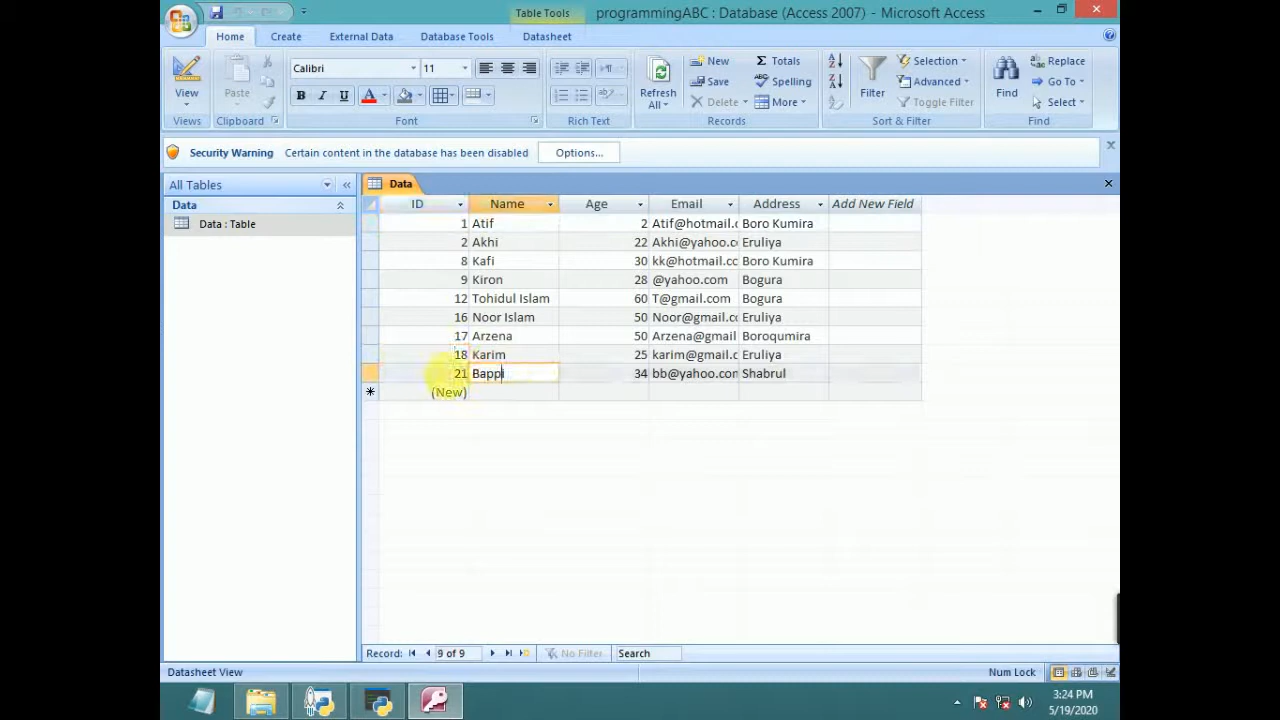 Table Tools programmingABC : Database (Access 2007) - Microsoft Access
Home Create External Data Database Tools Datasheet
View
Views
Paste
Clipboard
Calibri 11
B I U A
Font
Rich Text
Refresh All
New
Save
Delete
Totals
Spelling
More
Records
Filter
Selection
Advanced
Toggle Filter
Sort & Filter
Find
Replace
Go To
Select
Find
Security Warning Certain content in the database has been disabled Options...
All Tables
Data
Data : Table
Data
ID Name Age Email Address Add New Field
1 Atif 2 Atif@hotmail.c Boro Kumira
2 Akhi 22 Akhi@yahoo.co Eruliya
8 Kafi 30 kk@hotmail.co Boro Kumira
9 Kiron 28 @yahoo.com Bogura
12 Tohidul Islam 60 T@gmail.com Bogura
16 Noor Islam 50 Noor@gmail.co Eruliya
17 Arzena 50 Arzena@gmail Boroqumira
18 Karim 25 karim@gmail.c Eruliya
21 Bappi 34 bb@yahoo.com Shabrul
(New)
Record: 9 of 9 No Filter Search
Datasheet View Num Lock
3:24 PM
5/19/2020